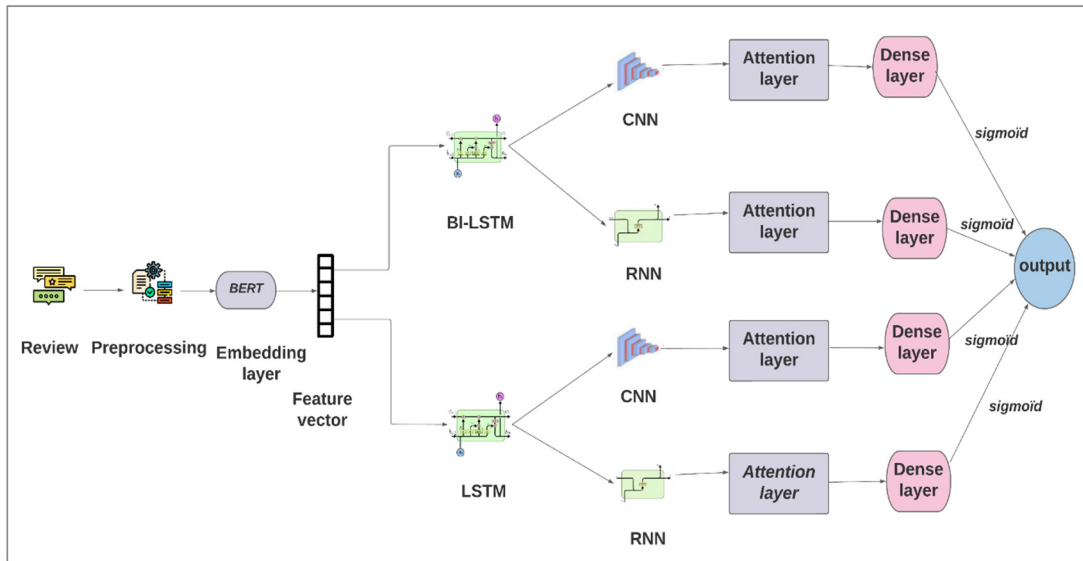 Review
Preprocessing
BERT
Embedding
layer
Feature
vector
BI-LSTM
LSTM
CNN
Attention
layer
Dense
layer
sigmoïd
RNN
Attention
layer
Dense
layer
sigmoïd
CNN
Attention
layer
Dense
layer
sigmoïd
RNN
Attention
layer
Dense
layer
sigmoïd
output